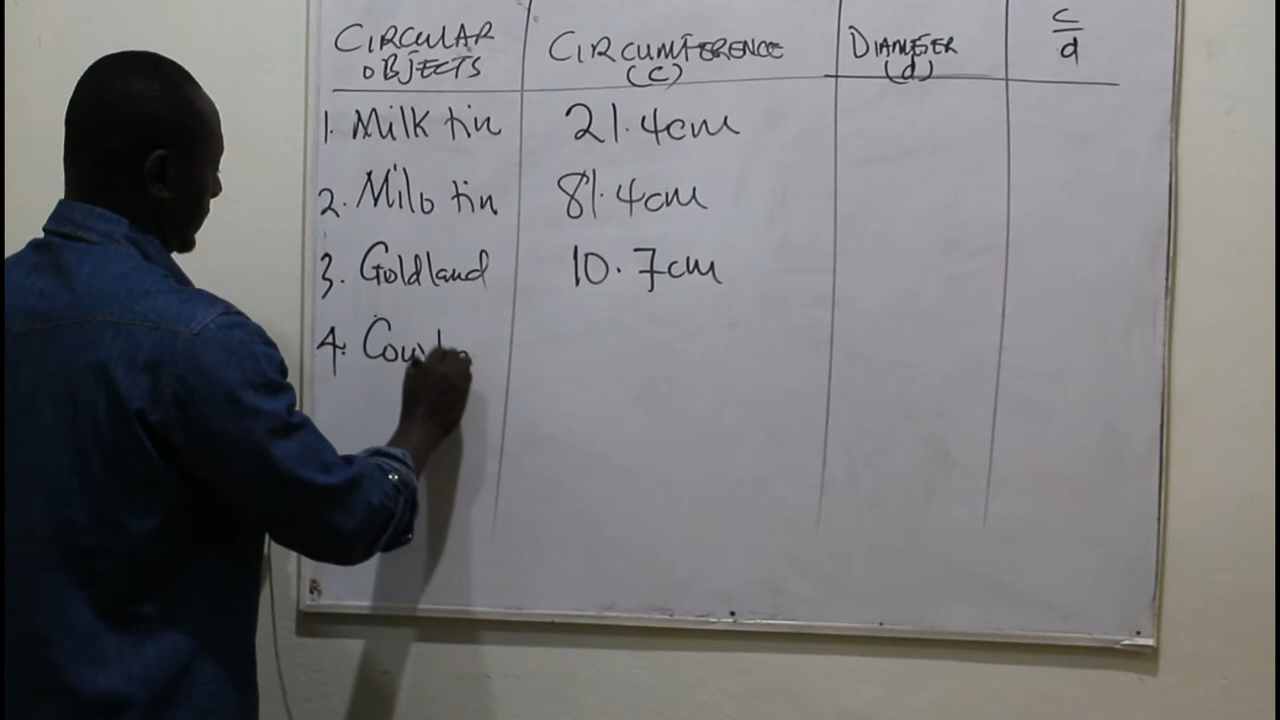 CIRCULAR OBJECTS CIRCUMFERENCE (C) DIAMETER (d) c/d
1. Milk tin 21.4cm
2. Milo tin 81.4cm
3. Goldland 10.7cm
4.